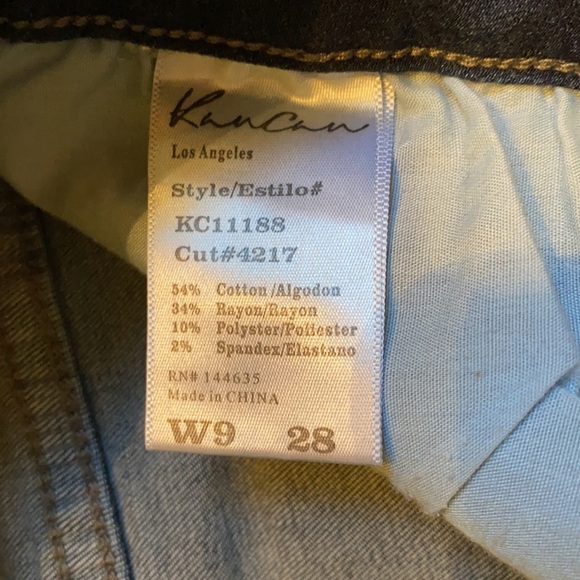 KanCan
Los Angeles
Style/Estilo#
KC11188
Cut#4217
54% Cotton/Algodon
34% Rayon/Rayon
10% Polyster/Poliester
2% Spandex/Elastano
RN# 144635
Made in CHINA
W9 28